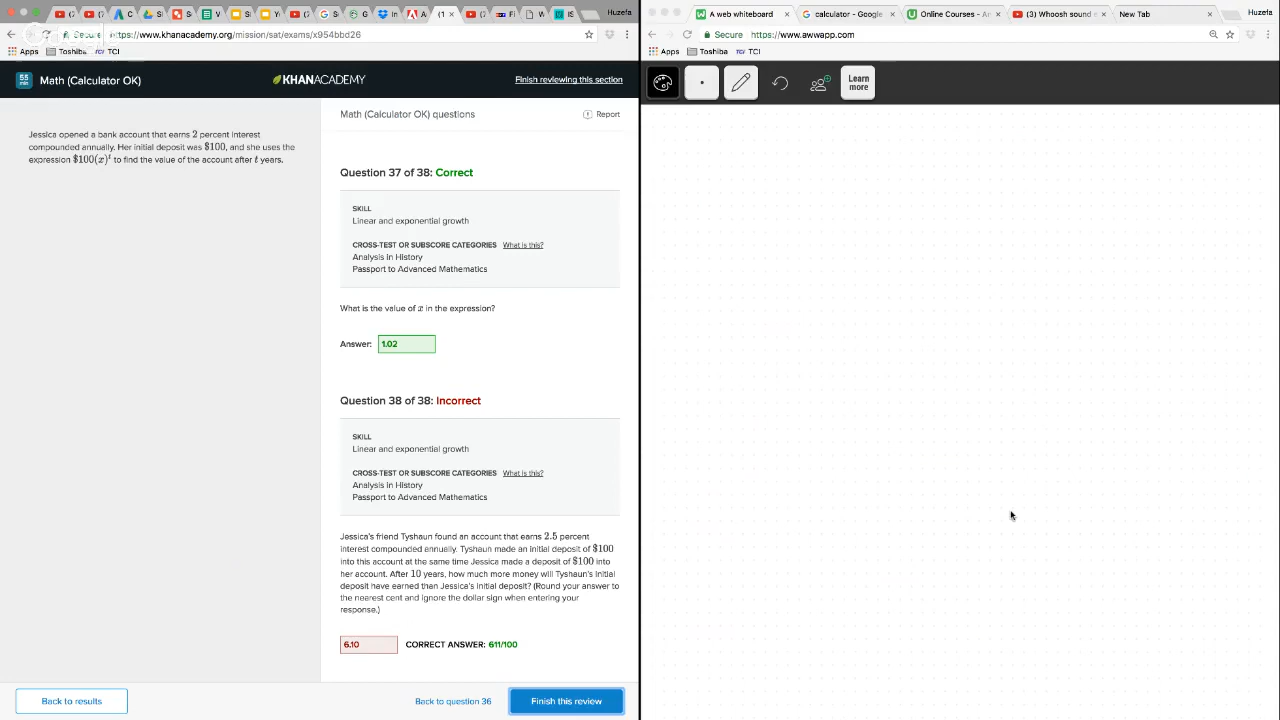 Huzefa
Secure https://www.khanacademy.org/mission/sat/exams/x954bbd26
Apps Toshiba TCI
55 min Math (Calculator OK)
KHANACADEMY
Finish reviewing this section
Jessica opened a bank account that earns 2 percent interest
compounded annually. Her initial deposit was $100, and she uses the
expression $100(x)^t to find the value of the account after t years.
Math (Calculator OK) questions
Report
Question 37 of 38: Correct
SKILL
Linear and exponential growth
CROSS-TEST OR SUBSCORE CATEGORIES What is this?
Analysis in History
Passport to Advanced Mathematics
What is the value of x in the expression?
Answer: 1.02
Question 38 of 38: Incorrect
SKILL
Linear and exponential growth
CROSS-TEST OR SUBSCORE CATEGORIES What is this?
Analysis in History
Passport to Advanced Mathematics
Jessica's friend Tyshaun found an account that earns 2.5 percent
interest compounded annually. Tyshaun made an initial deposit of $100
into this account at the same time Jessica made a deposit of $100 into
her account. After 10 years, how much more money will Tyshaun's initial
deposit have earned than Jessica's initial deposit? (Round your answer to
the nearest cent and ignore the dollar sign when entering your
response.)
6.10 CORRECT ANSWER: 611/100
Back to results
Back to question 36
Finish this review
A web whiteboard
calculator - Google
Online Courses - An
(3) Whoosh sound e
New Tab
Huzefa
Secure https://www.awwapp.com
Apps Toshiba TCI
Learn
more